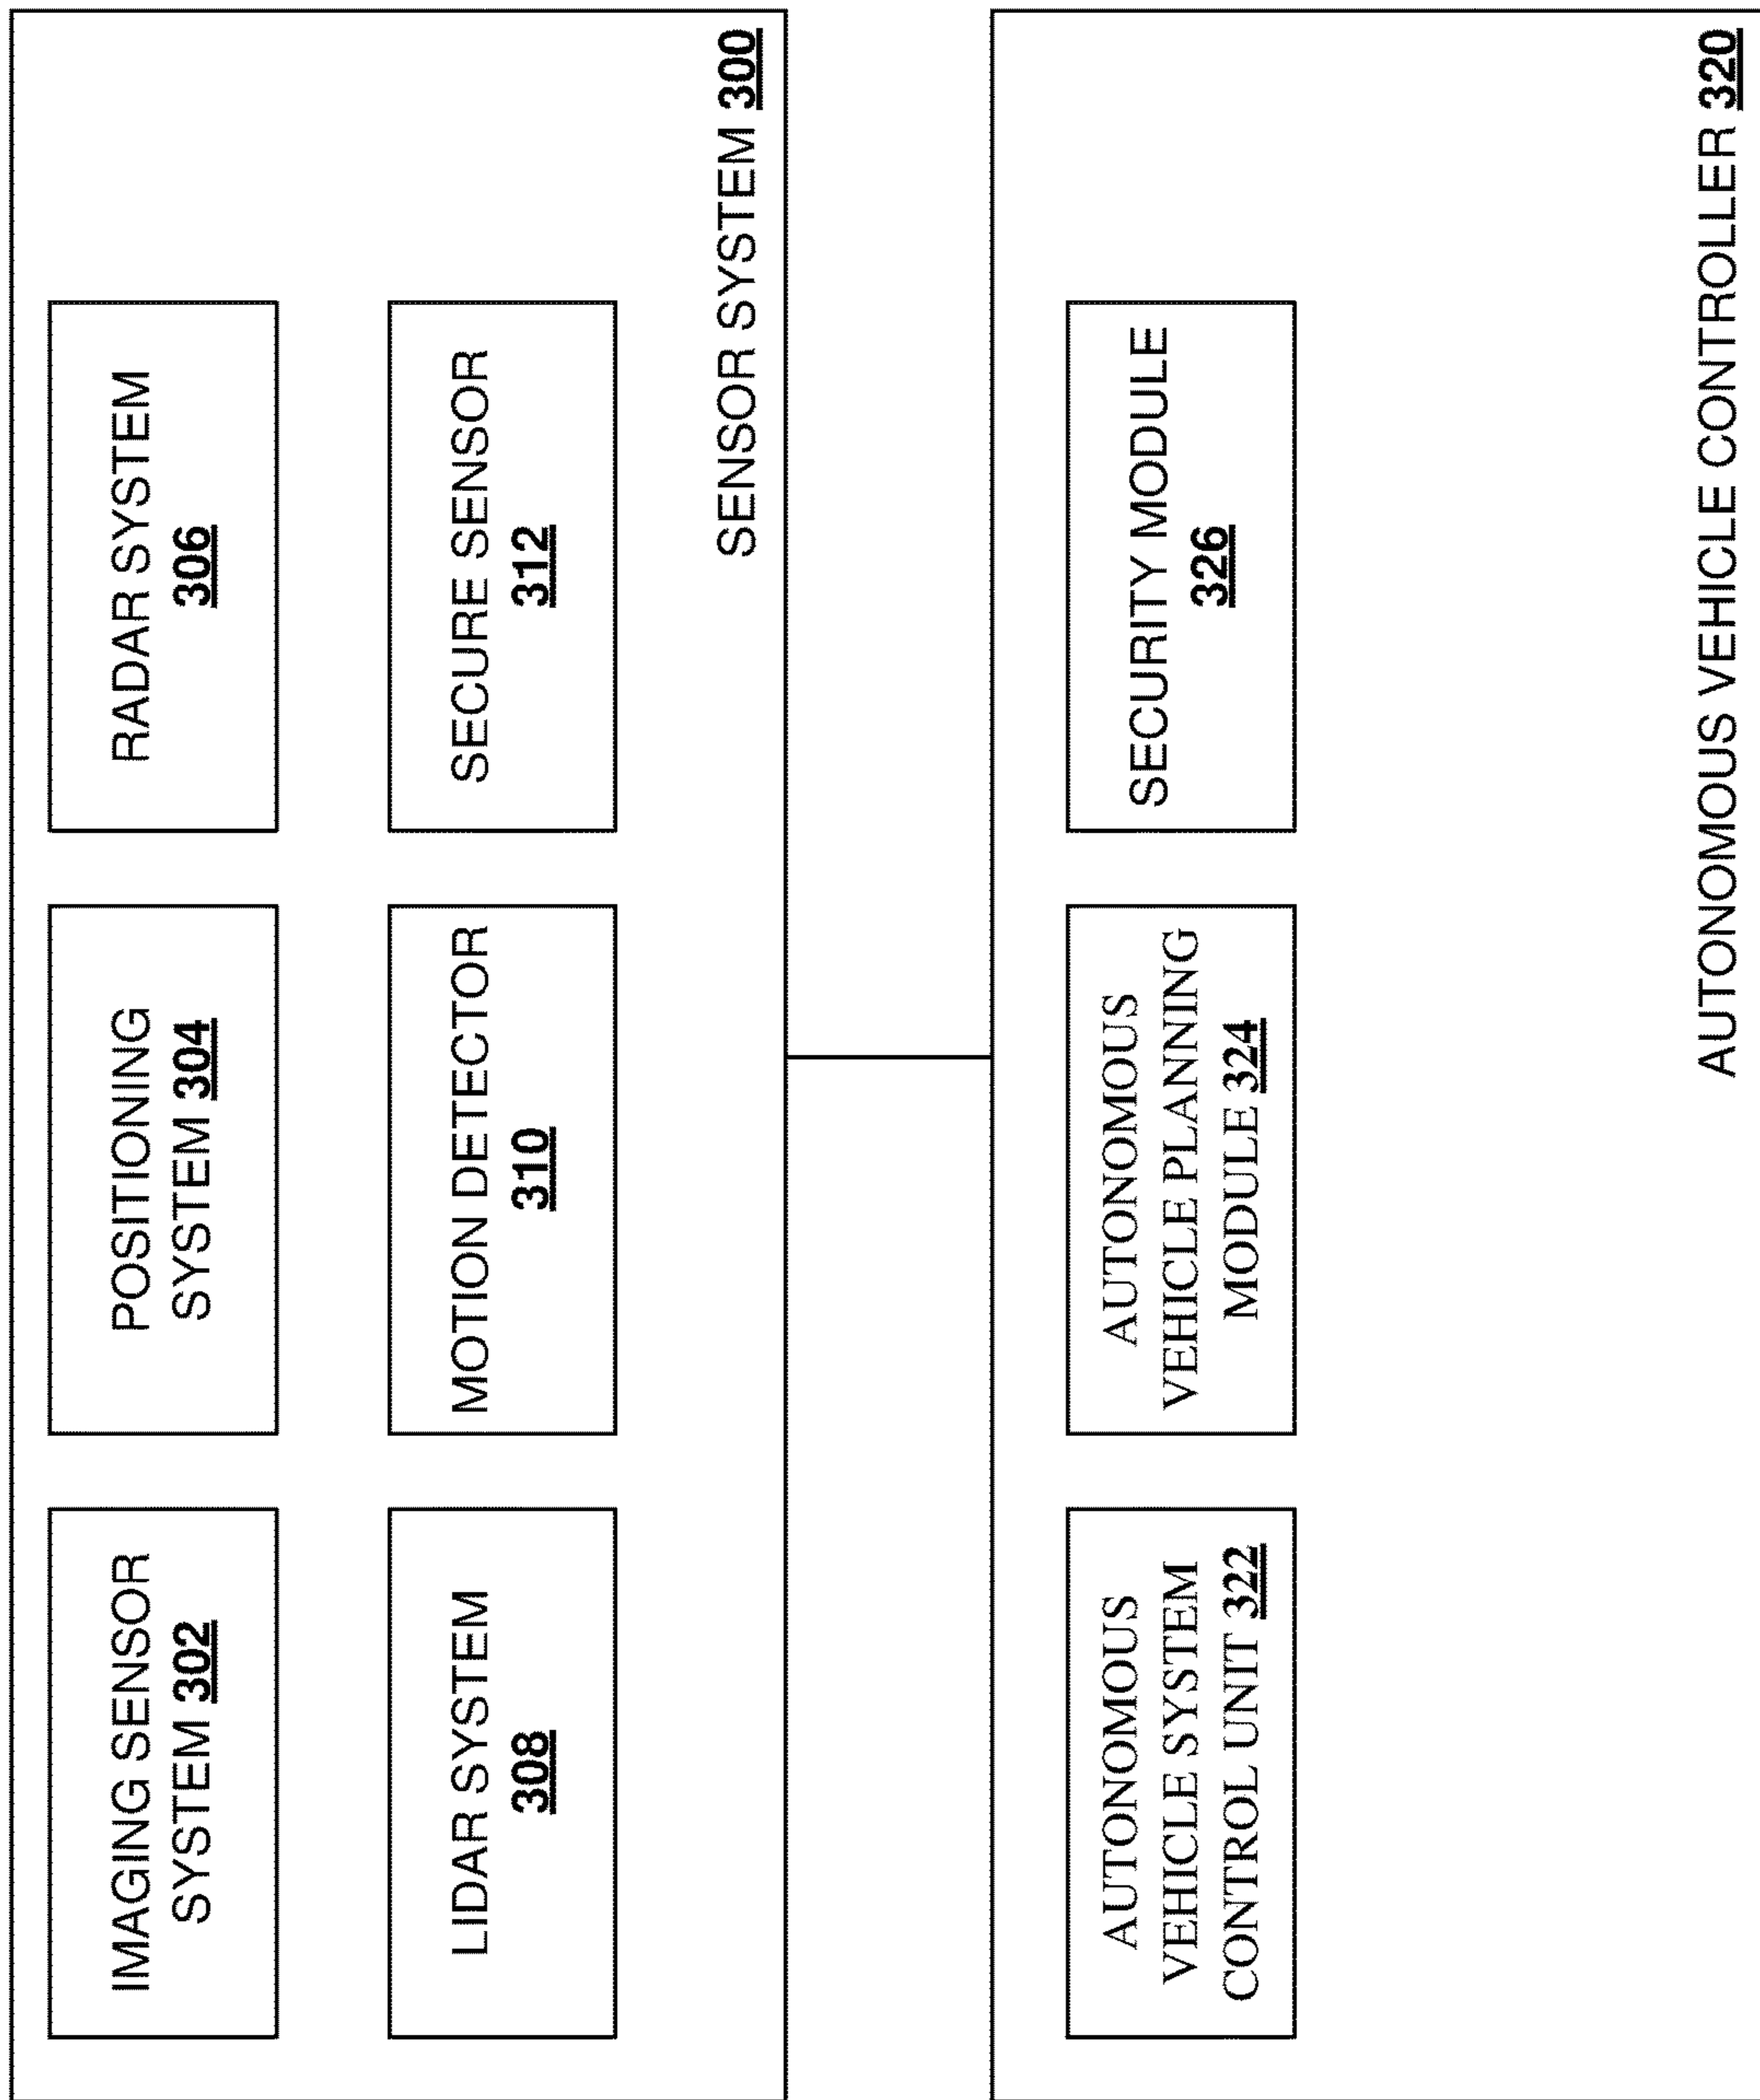 IMAGING SENSOR
SYSTEM 302
POSITIONING
SYSTEM 304
RADAR SYSTEM
306
LIDAR SYSTEM
308
MOTION DETECTOR
310
SECURE SENSOR
312
SENSOR SYSTEM 300
AUTONOMOUS
VEHICLE SYSTEM
CONTROL UNIT 322
AUTONOMOUS
VEHICLE PLANNING
MODULE 324
SECURITY MODULE
326
AUTONOMOUS VEHICLE CONTROLLER 320